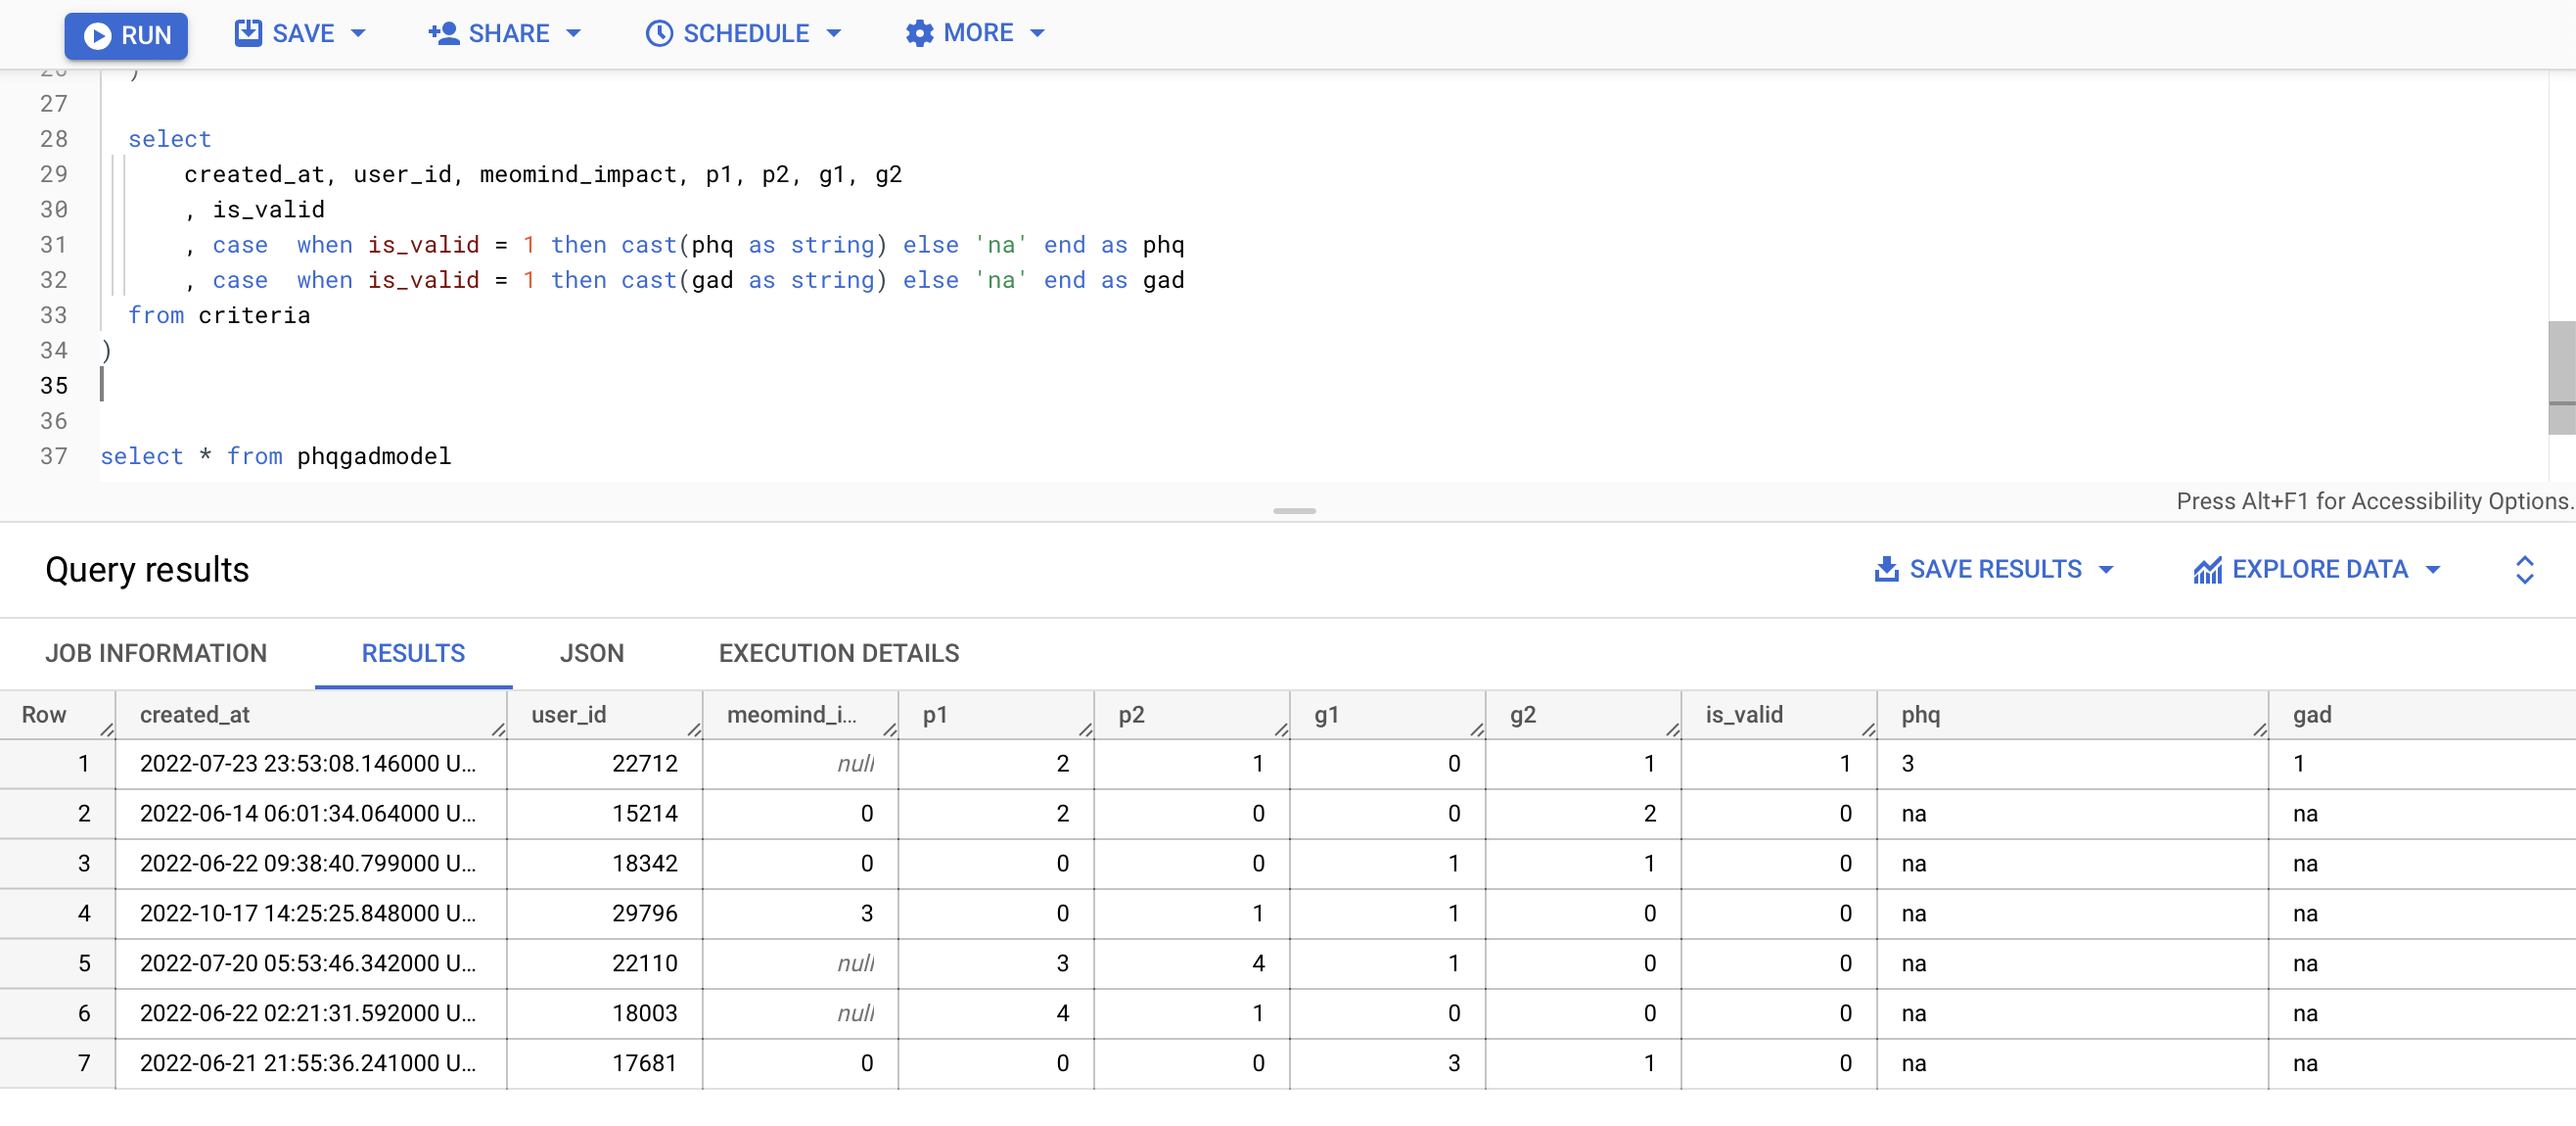 RUN SAVE SHARE SCHEDULE MORE
26 )
27
28 select
29 created_at, user_id, meomind_impact, p1, p2, g1, g2
30 , is_valid
31 , case when is_valid = 1 then cast(phq as string) else 'na' end as phq
32 , case when is_valid = 1 then cast(gad as string) else 'na' end as gad
33 from criteria
34 )
35
36
37 select * from phqgadmodel
Press Alt+F1 for Accessibility Options.
Query results SAVE RESULTS EXPLORE DATA
JOB INFORMATION RESULTS JSON EXECUTION DETAILS
Row created_at user_id meomind_i... p1 p2 g1 g2 is_valid phq gad
1 2022-07-23 23:53:08.146000 U... 22712 null 2 1 0 1 1 3 1
2 2022-06-14 06:01:34.064000 U... 15214 0 2 0 0 2 0 na na
3 2022-06-22 09:38:40.799000 U... 18342 0 0 0 1 1 0 na na
4 2022-10-17 14:25:25.848000 U... 29796 3 0 1 1 0 0 na na
5 2022-07-20 05:53:46.342000 U... 22110 null 3 4 1 0 0 na na
6 2022-06-22 02:21:31.592000 U... 18003 null 4 1 0 0 0 na na
7 2022-06-21 21:55:36.241000 U... 17681 0 0 0 3 1 0 na na